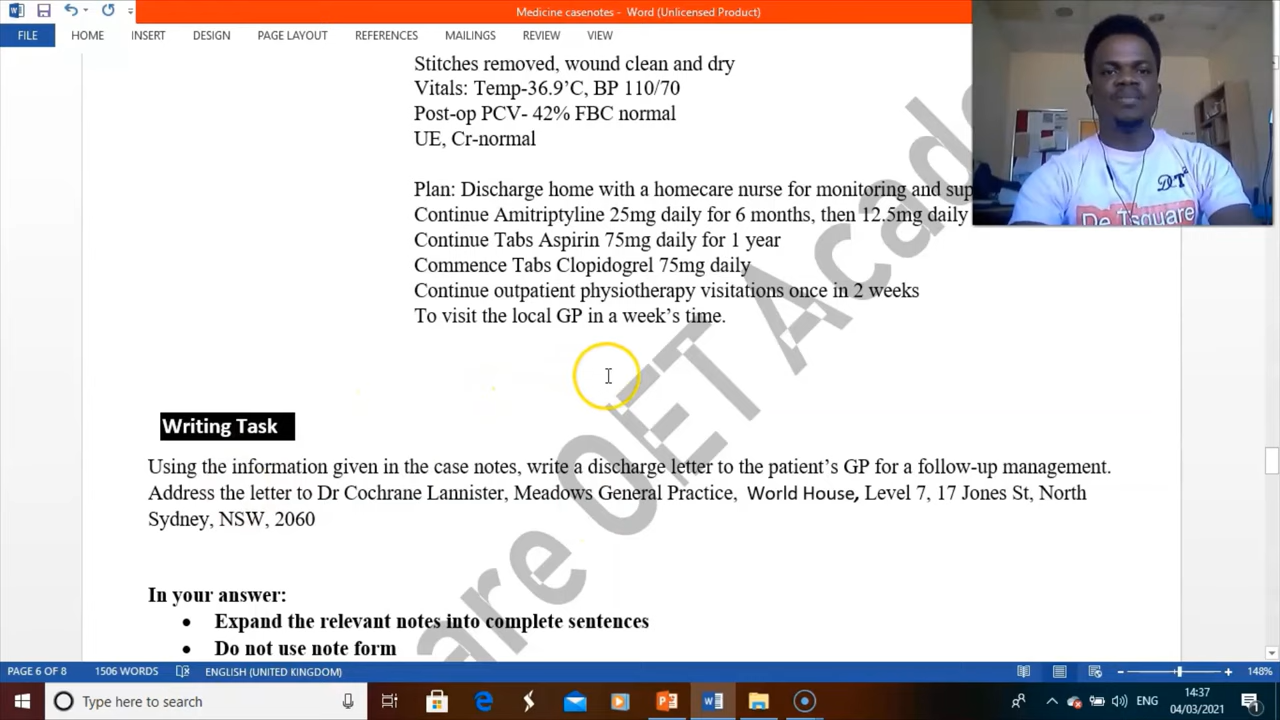 Medicine casenotes - Word (Unlicensed Product)
FILE HOME INSERT DESIGN PAGE LAYOUT REFERENCES MAILINGS REVIEW VIEW
Stitches removed, wound clean and dry
Vitals: Temp-36.9’C, BP 110/70
Post-op PCV- 42% FBC normal
UE, Cr-normal
Plan: Discharge home with a homecare nurse for monitoring and sup
Continue Amitriptyline 25mg daily for 6 months, then 12.5mg daily
Continue Tabs Aspirin 75mg daily for 1 year
Commence Tabs Clopidogrel 75mg daily
Continue outpatient physiotherapy visitations once in 2 weeks
To visit the local GP in a week’s time.
De Tsquare
are OET Acade
Writing Task
Using the information given in the case notes, write a discharge letter to the patient’s GP for a follow-up management.
Address the letter to Dr Cochrane Lannister, Meadows General Practice, World House, Level 7, 17 Jones St, North
Sydney, NSW, 2060
In your answer:
• Expand the relevant notes into complete sentences
• Do not use note form
PAGE 6 OF 8 1506 WORDS ENGLISH (UNITED KINGDOM) 148%
Type here to search
ENG
14:37
04/03/2021